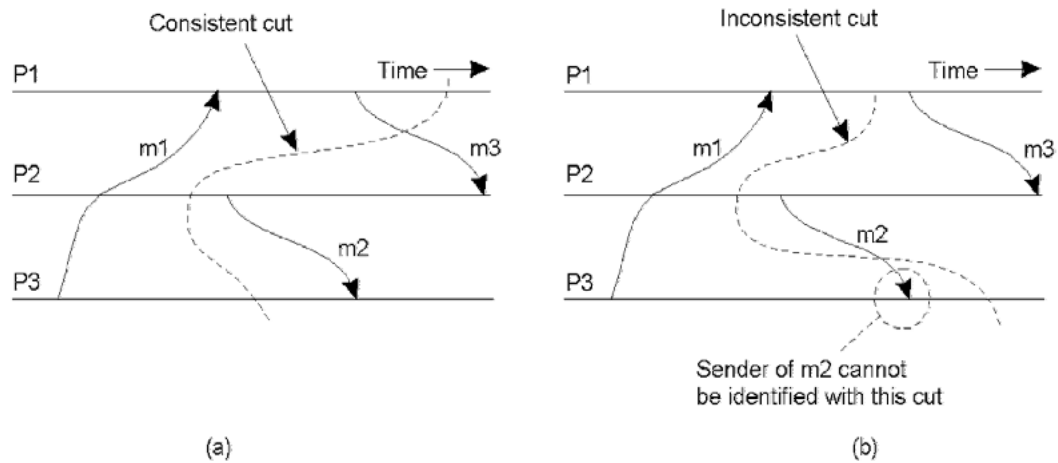 Consistent cut
Time
P1
m1
m3
P2
m2
P3
(a)
Inconsistent cut
Time
P1
m1
m3
P2
m2
P3
Sender of m2 cannot
be identified with this cut
(b)